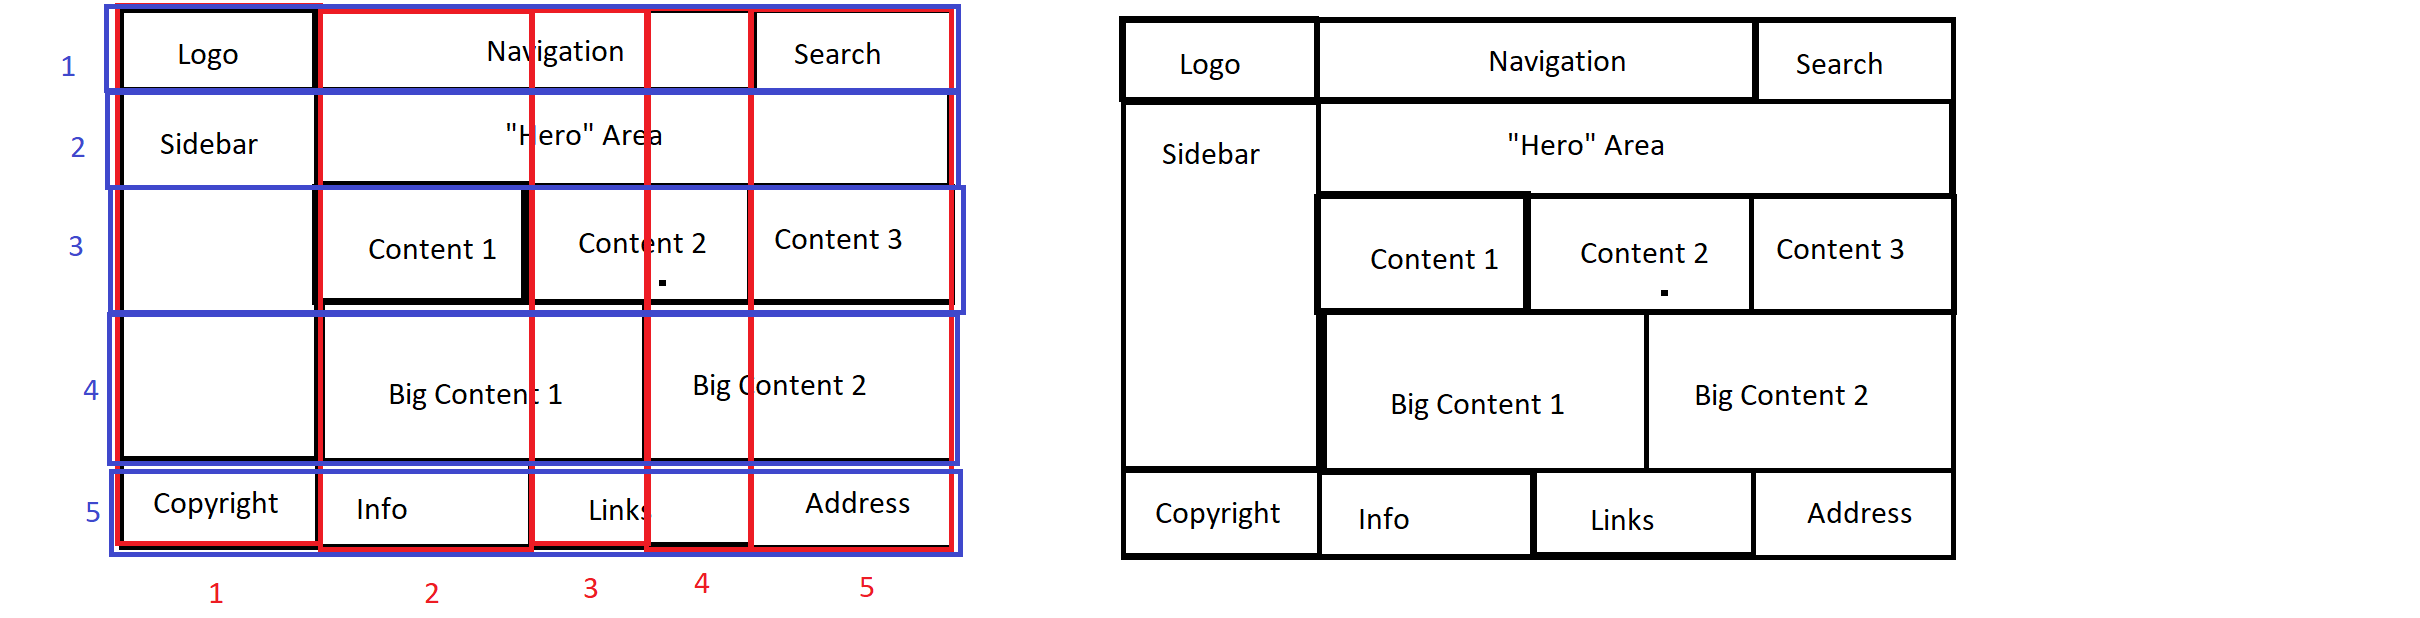 1
Logo
Navigation
Search
2
Sidebar
"Hero" Area
3
Content 1
Content 2
Content 3
4
Big Content 1
Big Content 2
5
Copyright
Info
Links
Address
1
2
3
4
5
Logo
Navigation
Search
Sidebar
"Hero" Area
Content 1
Content 2
Content 3
Big Content 1
Big Content 2
Copyright
Info
Links
Address